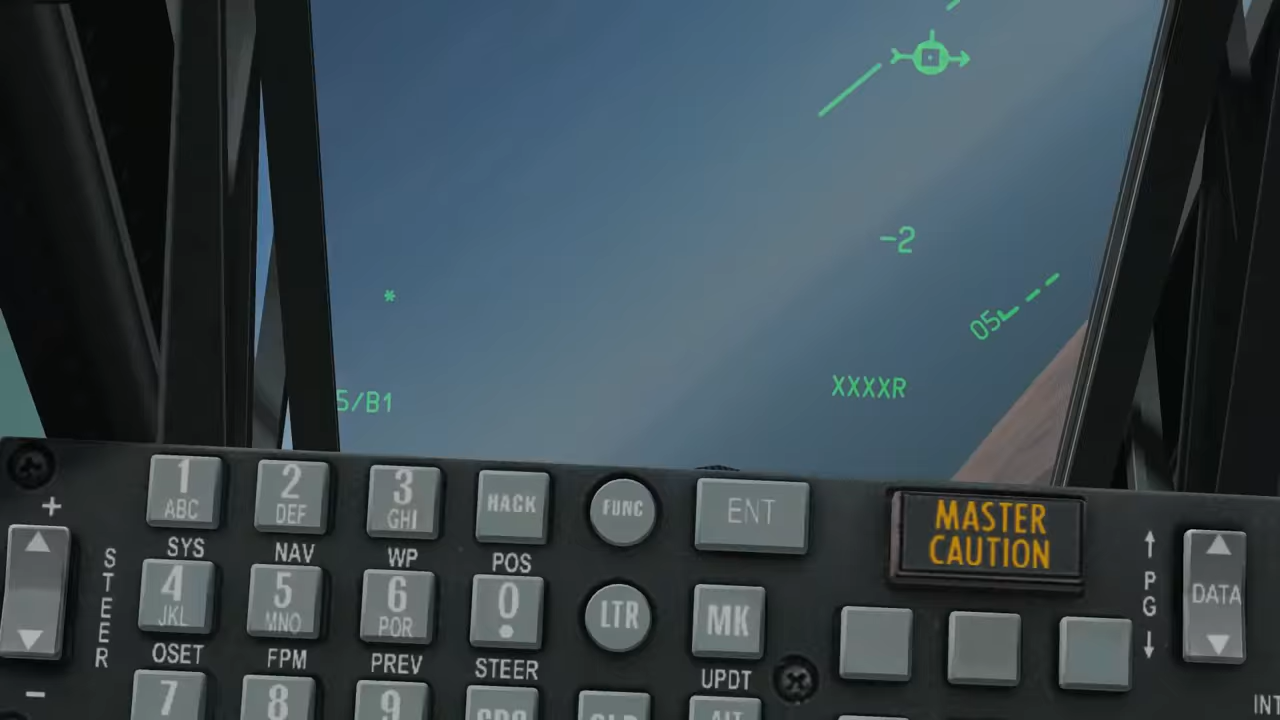 -2
05
5/B1
XXXXR
1
ABC
2
DEF
3
GHI
HACK
FUNC
ENT
MASTER
CAUTION
+
SYS
NAV
WP
POS
STEER
4
JKL
5
MNO
6
PQR
0
LTR
MK
PG
DATA
OSET
FPM
PREV
STEER
UPDT
-
7
8
9
INT